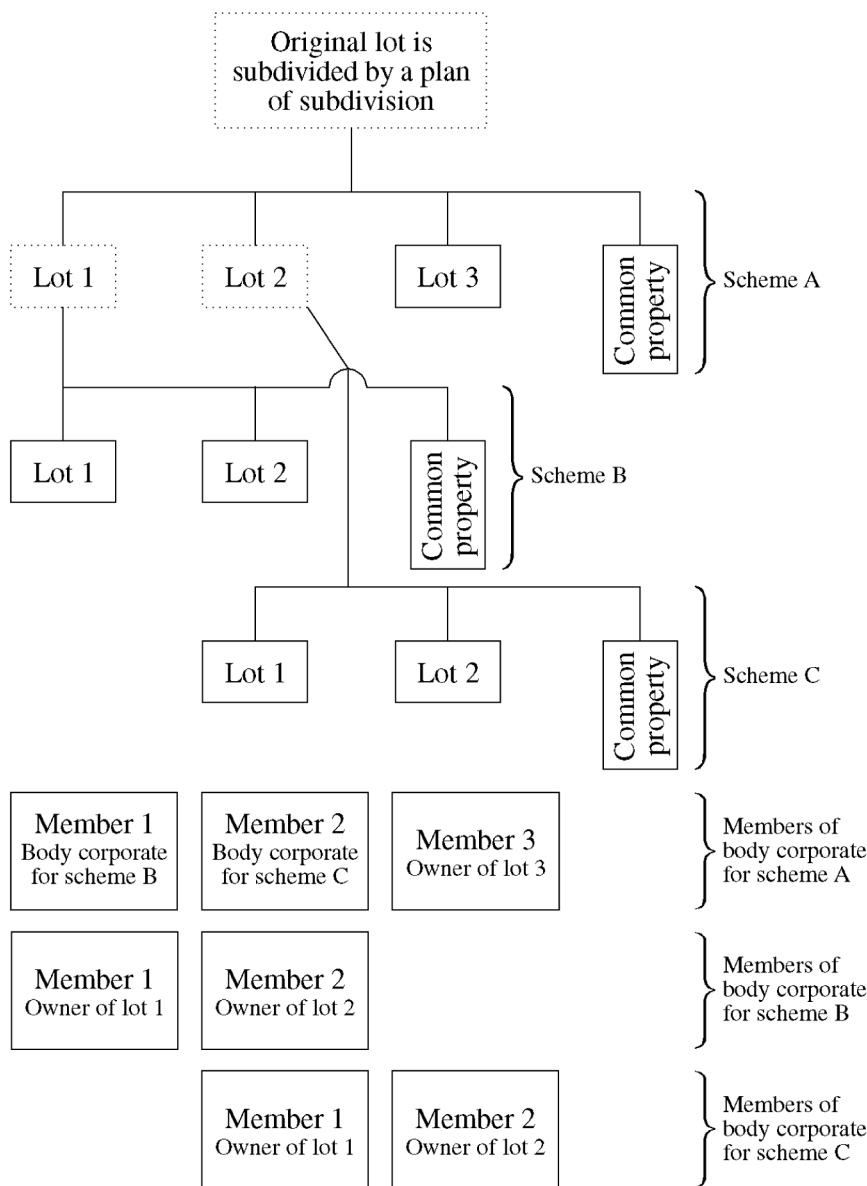 Original lot is
subdivided by a plan
of subdivision
Lot 1
Lot 2
Lot 3
Common
property
Scheme A
Lot 1
Lot 2
Common
property
Scheme B
Lot 1
Lot 2
Common
property
Scheme C
Member 1
Body corporate
for scheme B
Member 2
Body corporate
for scheme C
Member 3
Owner of lot 3
Members of
body corporate
for scheme A
Member 1
Owner of lot 1
Member 2
Owner of lot 2
Members of
body corporate
for scheme B
Member 1
Owner of lot 1
Member 2
Owner of lot 2
Members of
body corporate
for scheme C